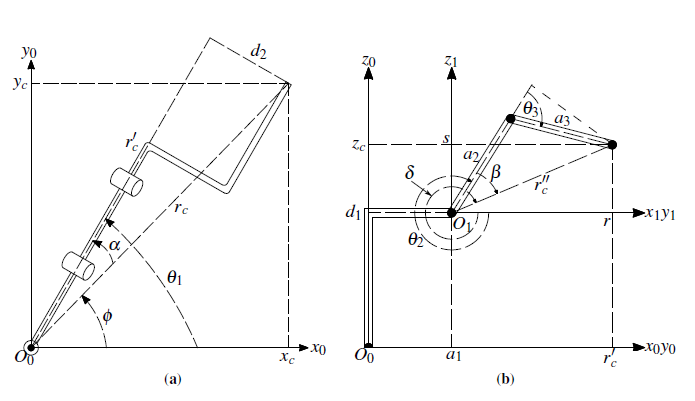 y0
d2
yc
r′c
rc
α
θ1
ϕ
O0
xc
x0
(a)
z0
z1
θ3
a3
s
zc
a2
δ
β
r″c
d1
O1
r
x1y1
θ2
O0
a1
r′c
x0y0
(b)